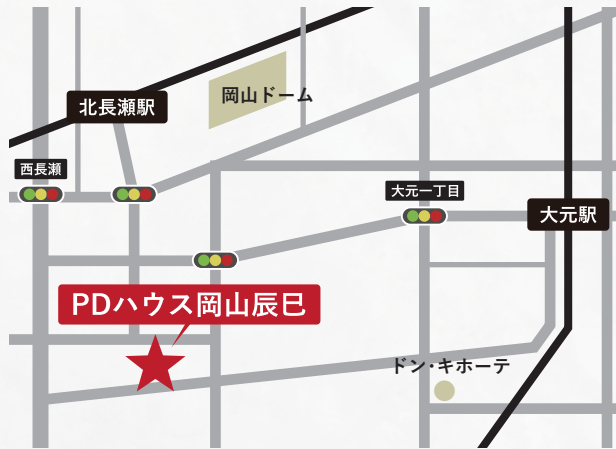 岡山ドーム
北長瀬駅
西長瀬
大元一丁目
大元駅
PDハウス岡山辰巳
ドン・キホーテ